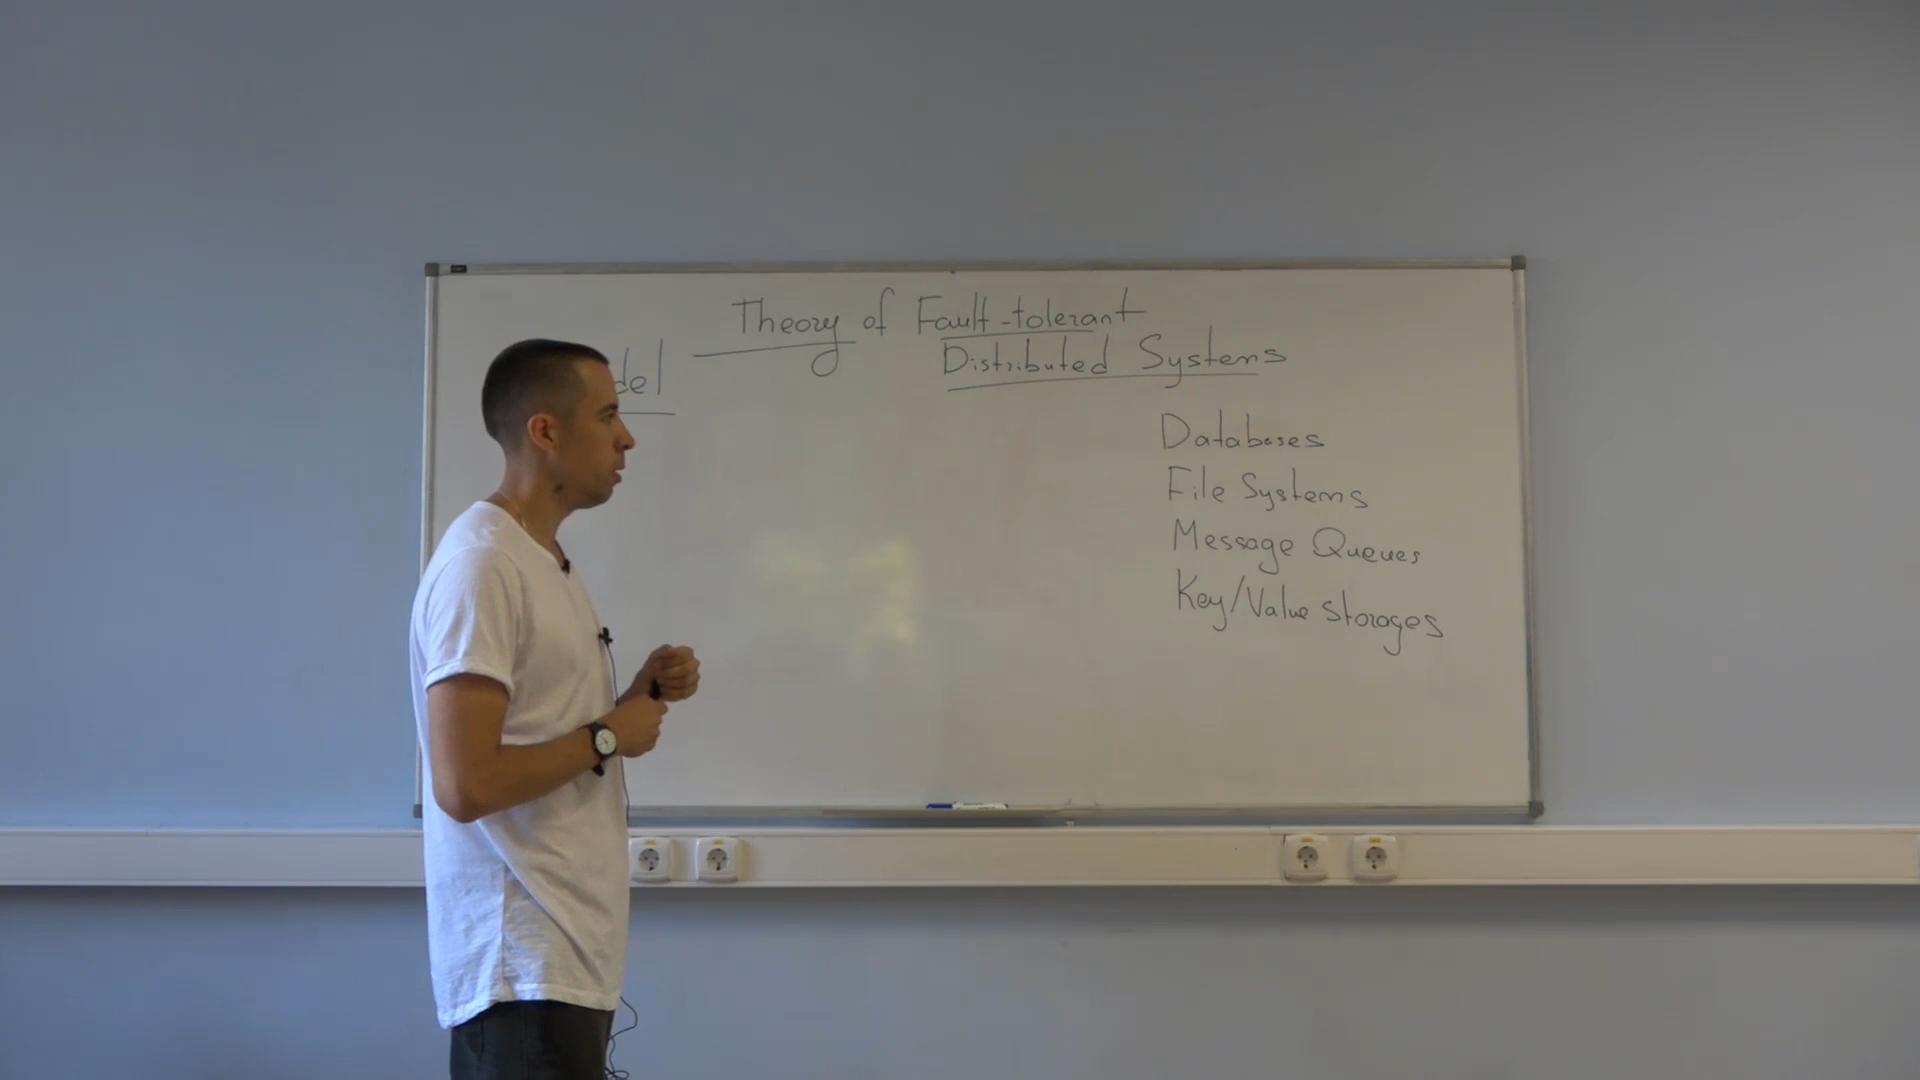 Theory of Fault-tolerant
Distributed Systems
del
Databases
File Systems
Message Queues
Key/Value Storages